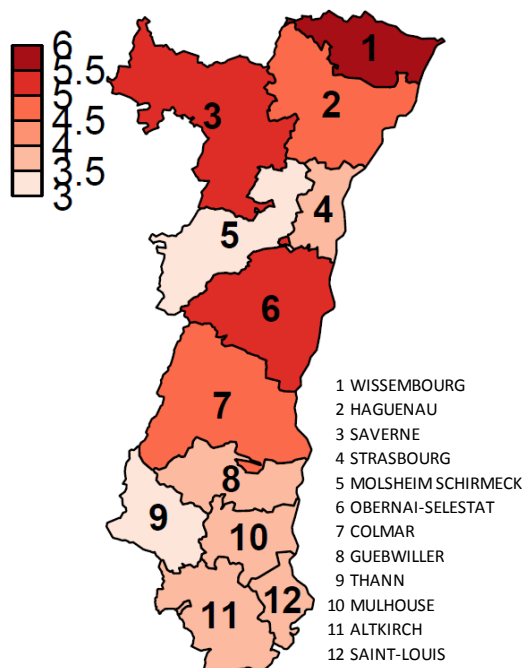 6
5.5
5
4.5
4
3.5
3
1
2
3
4
5
6
7
8
9
10
11
12
1 WISSEMBOURG
2 HAGUENAU
3 SAVERNE
4 STRASBOURG
5 MOLSHEIM SCHIRMECK
6 OBERNAI-SELESTAT
7 COLMAR
8 GUEBWILLER
9 THANN
10 MULHOUSE
11 ALTKIRCH
12 SAINT-LOUIS